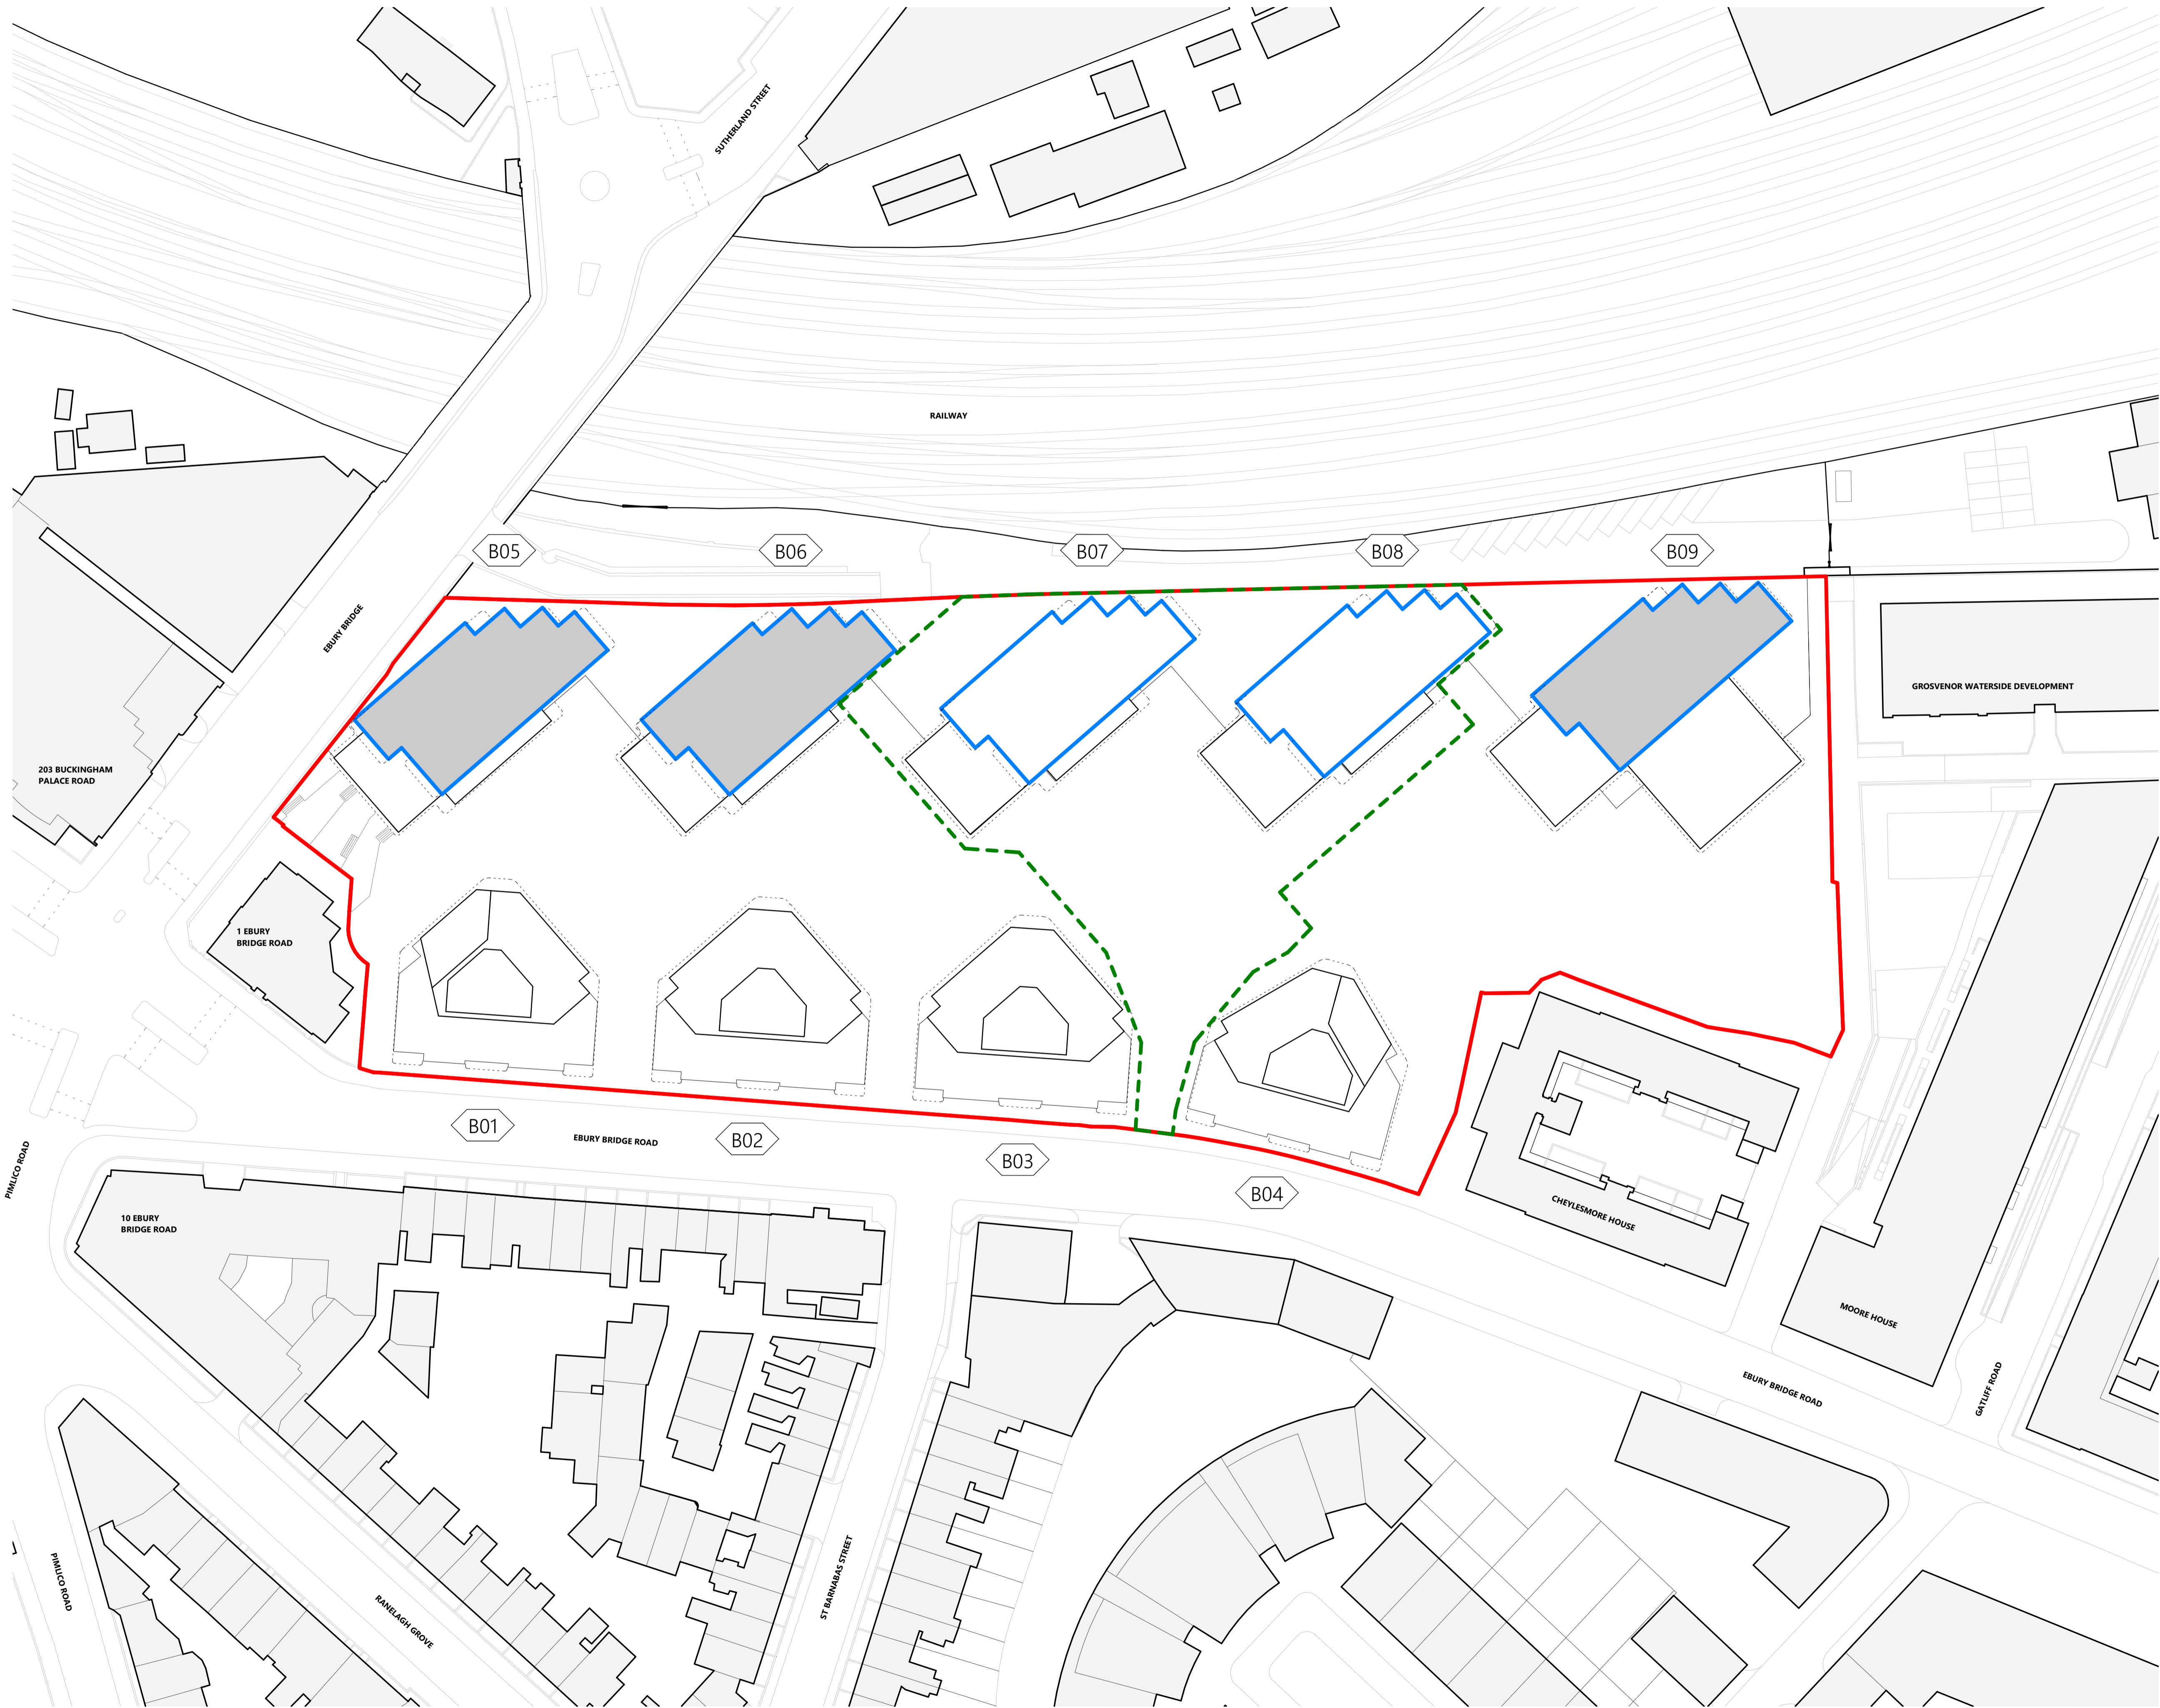 SUTHERLAND STREET
RAILWAY
B05
B06
B07
B08
B09
EBURY BRIDGE
GROSVENOR WATERSIDE DEVELOPMENT
203 BUCKINGHAM
PALACE ROAD
1 EBURY
BRIDGE ROAD
B01
B02
B03
B04
EBURY BRIDGE ROAD
PIMLICO ROAD
10 EBURY
BRIDGE ROAD
CHEYLESMORE HOUSE
MOORE HOUSE
EBURY BRIDGE ROAD
GATLIFF ROAD
PIMLICO ROAD
RANELAGH GROVE
ST BARNABAS STREET